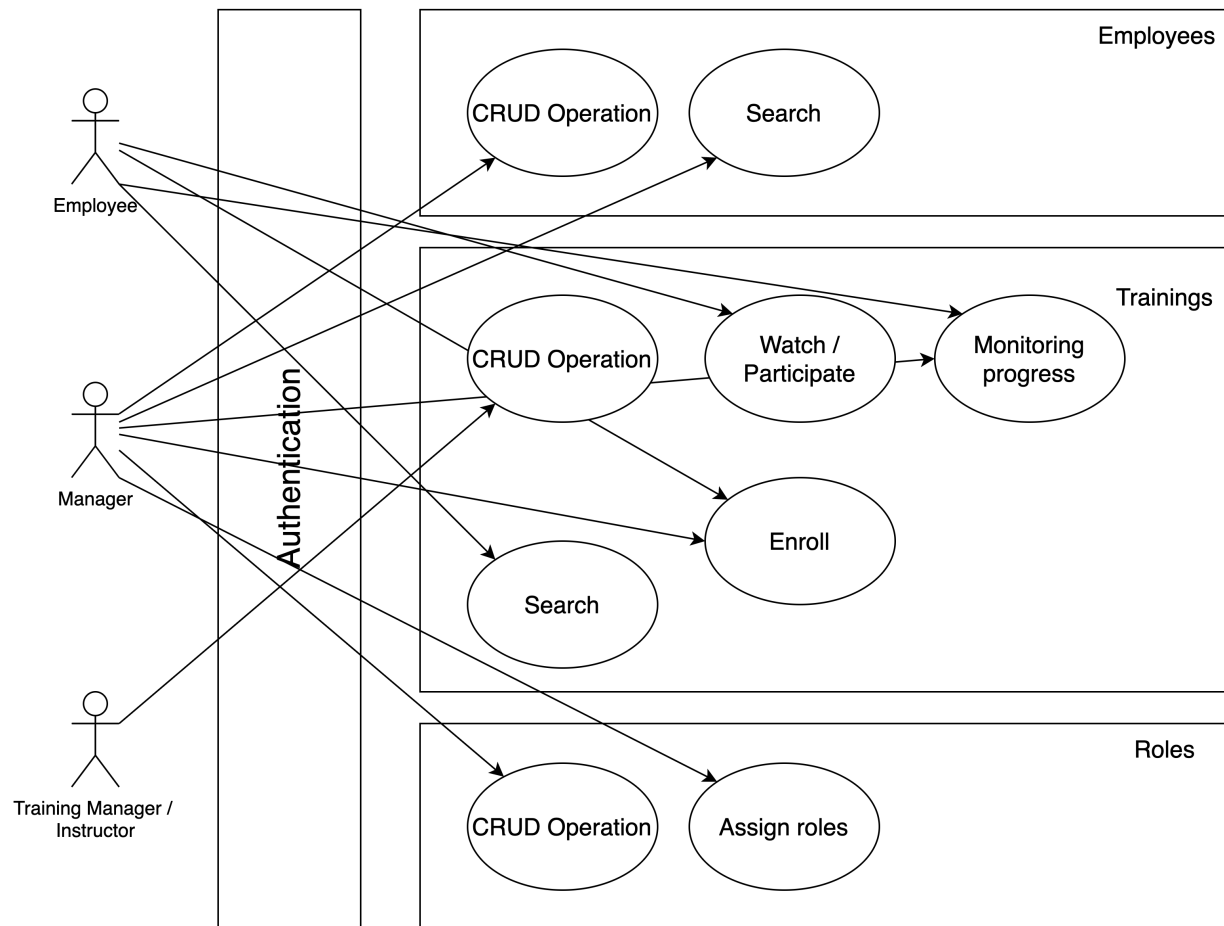 Employees
CRUD Operation
Search
Employee
Trainings
CRUD Operation
Watch /
Participate
Monitoring
progress
Authentication
Manager
Enroll
Search
Roles
Training Manager /
Instructor
CRUD Operation
Assign roles